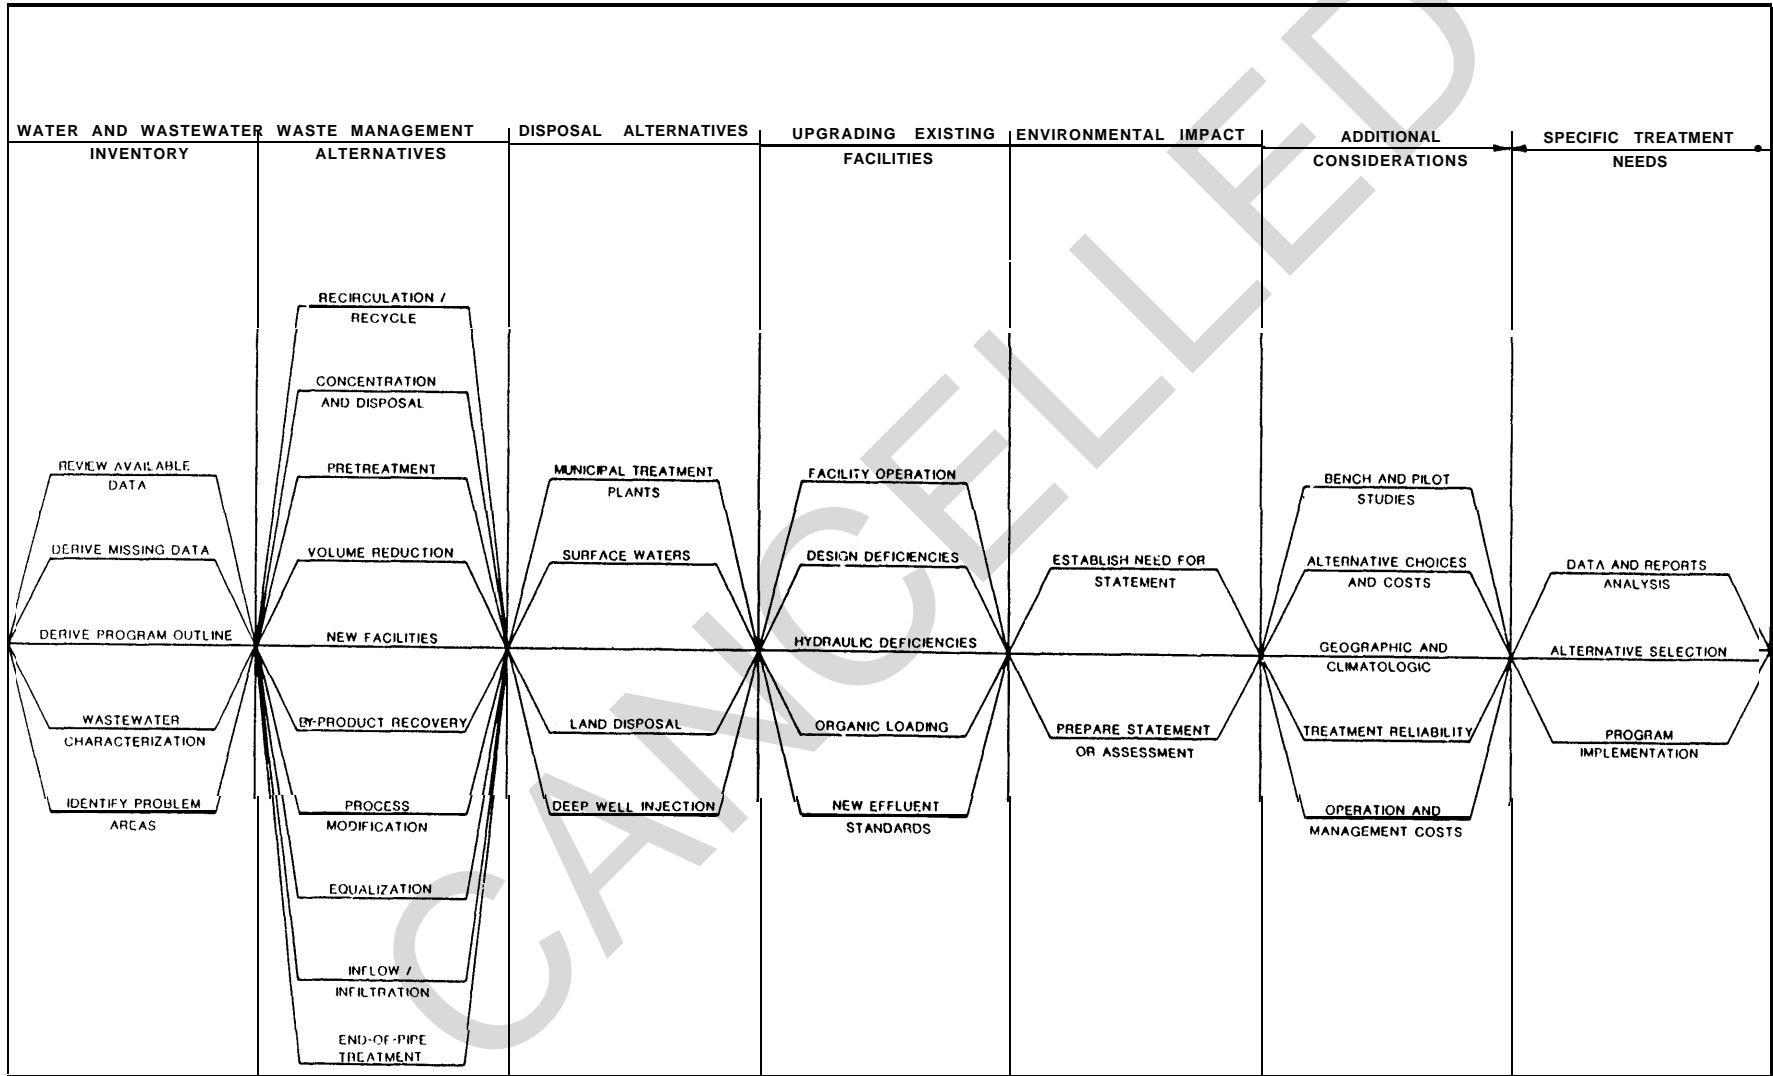 WATER AND WASTEWATER
INVENTORY
WASTE MANAGEMENT
ALTERNATIVES
DISPOSAL ALTERNATIVES
UPGRADING EXISTING
FACILITIES
ENVIRONMENTAL IMPACT
ADDITIONAL
CONSIDERATIONS
SPECIFIC TREATMENT
NEEDS
REVIEW AVAILABLE
DATA
DERIVE MISSING DATA
DERIVE PROGRAM OUTLINE
WASTEWATER
CHARACTERIZATION
IDENTIFY PROBLEM
AREAS
RECIRCULATION /
RECYCLE
CONCENTRATION
AND DISPOSAL
PRETREATMENT
VOLUME REDUCTION
NEW FACILITIES
BY-PRODUCT RECOVERY
PROCESS
MODIFICATION
EQUALIZATION
INFLOW /
INFILTRATION
END-OF-PIPE
TREATMENT
MUNICIPAL TREATMENT
PLANTS
SURFACE WATERS
LAND DISPOSAL
DEEP WELL INJECTION
FACILITY OPERATION
DESIGN DEFICIENCIES
HYDRAULIC DEFICIENCIES
ORGANIC LOADING
NEW EFFLUENT
STANDARDS
ESTABLISH NEED FOR
STATEMENT
PREPARE STATEMENT
OR ASSESSMENT
BENCH AND PILOT
STUDIES
ALTERNATIVE CHOICES
AND COSTS
GEOGRAPHIC AND
CLIMATOLOGIC
TREATMENT RELIABILITY
OPERATION AND
MANAGEMENT COSTS
DATA AND REPORTS
ANALYSIS
ALTERNATIVE SELECTION
PROGRAM
IMPLEMENTATION
CANCELLED